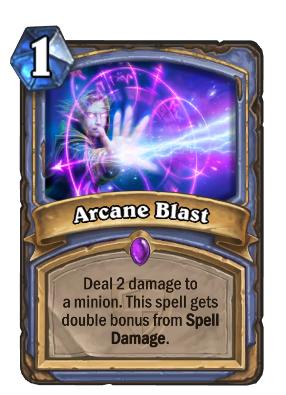 1
Arcane Blast
Deal 2 damage to
a minion. This spell gets
double bonus from Spell
Damage.